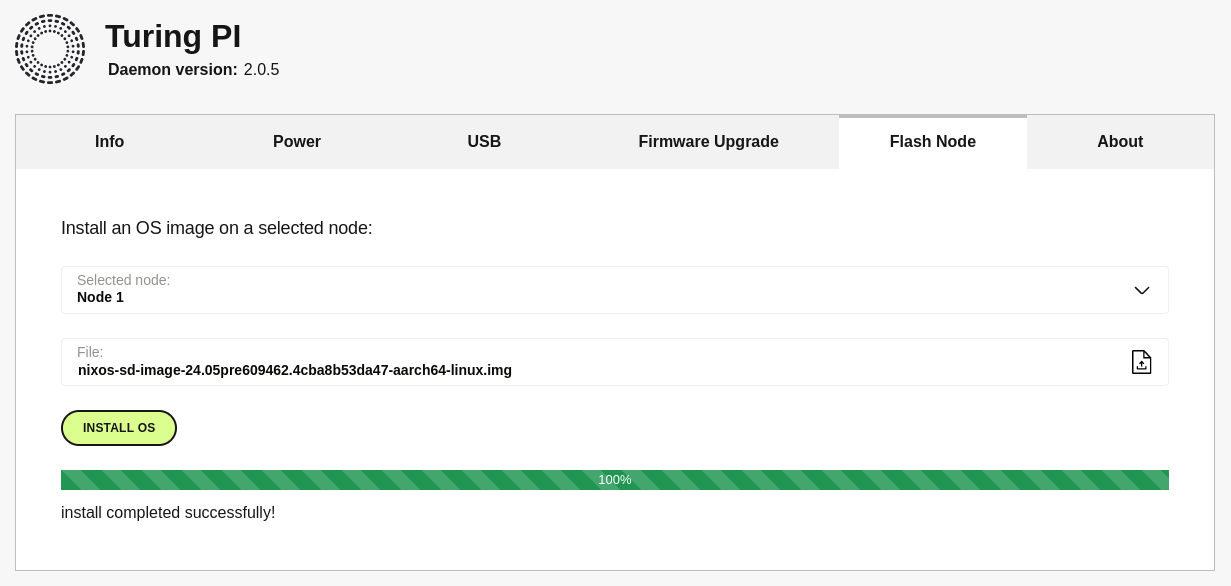 Turing PI
Daemon version: 2.0.5
Info Power USB Firmware Upgrade Flash Node About
Install an OS image on a selected node:
Selected node:
Node 1
File:
nixos-sd-image-24.05pre609462.4cba8b53da47-aarch64-linux.img
INSTALL OS
100%
install completed successfully!